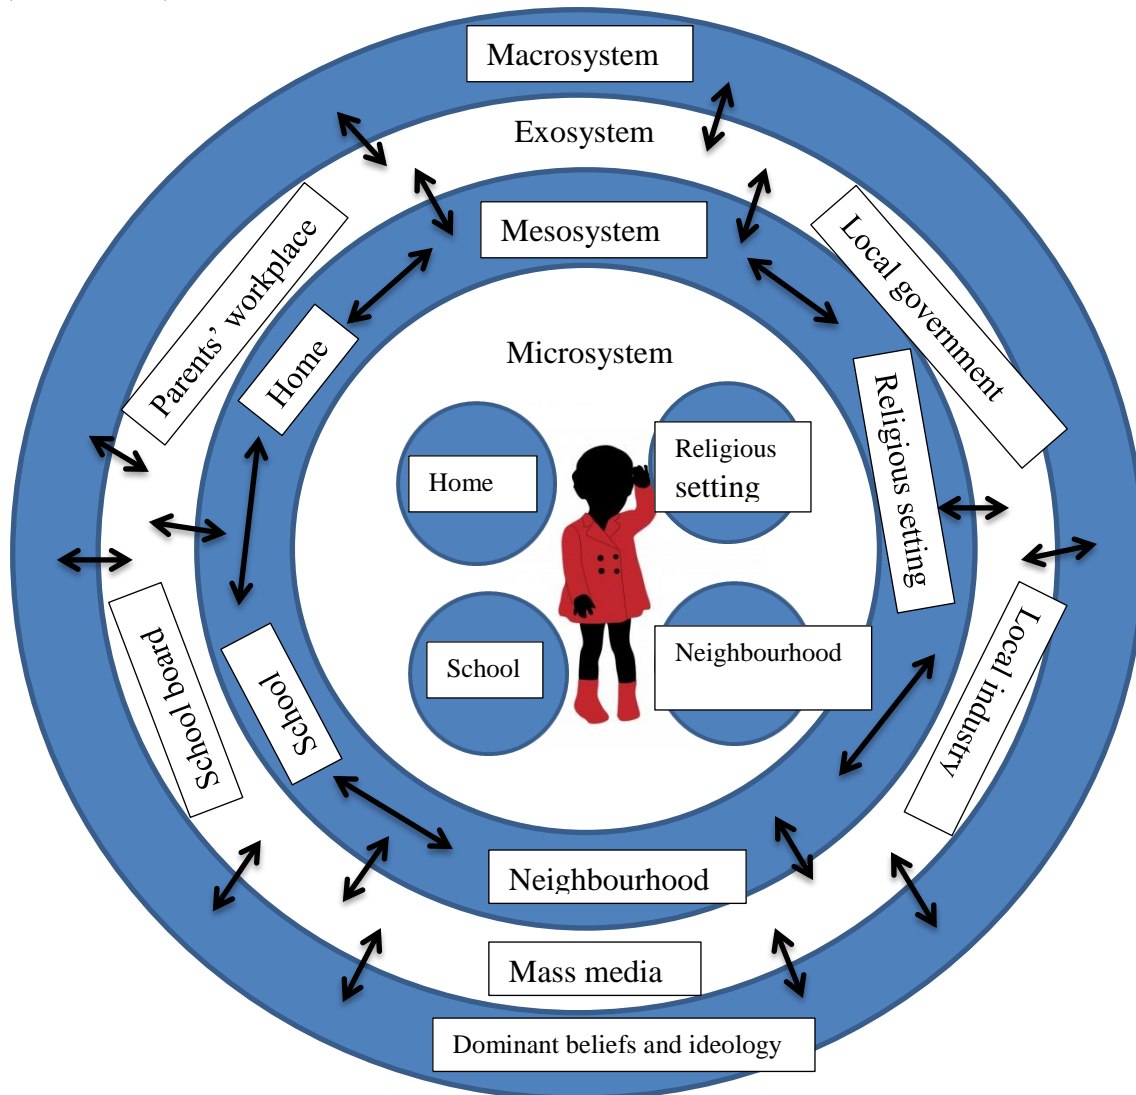 Macrosystem
Exosystem
Mesosystem
Parents’ workplace
Local government
Home
Religious setting
Microsystem
Home
Religious
setting
School
Neighbourhood
School board
School
Local industry
Neighbourhood
Mass media
Dominant beliefs and ideology